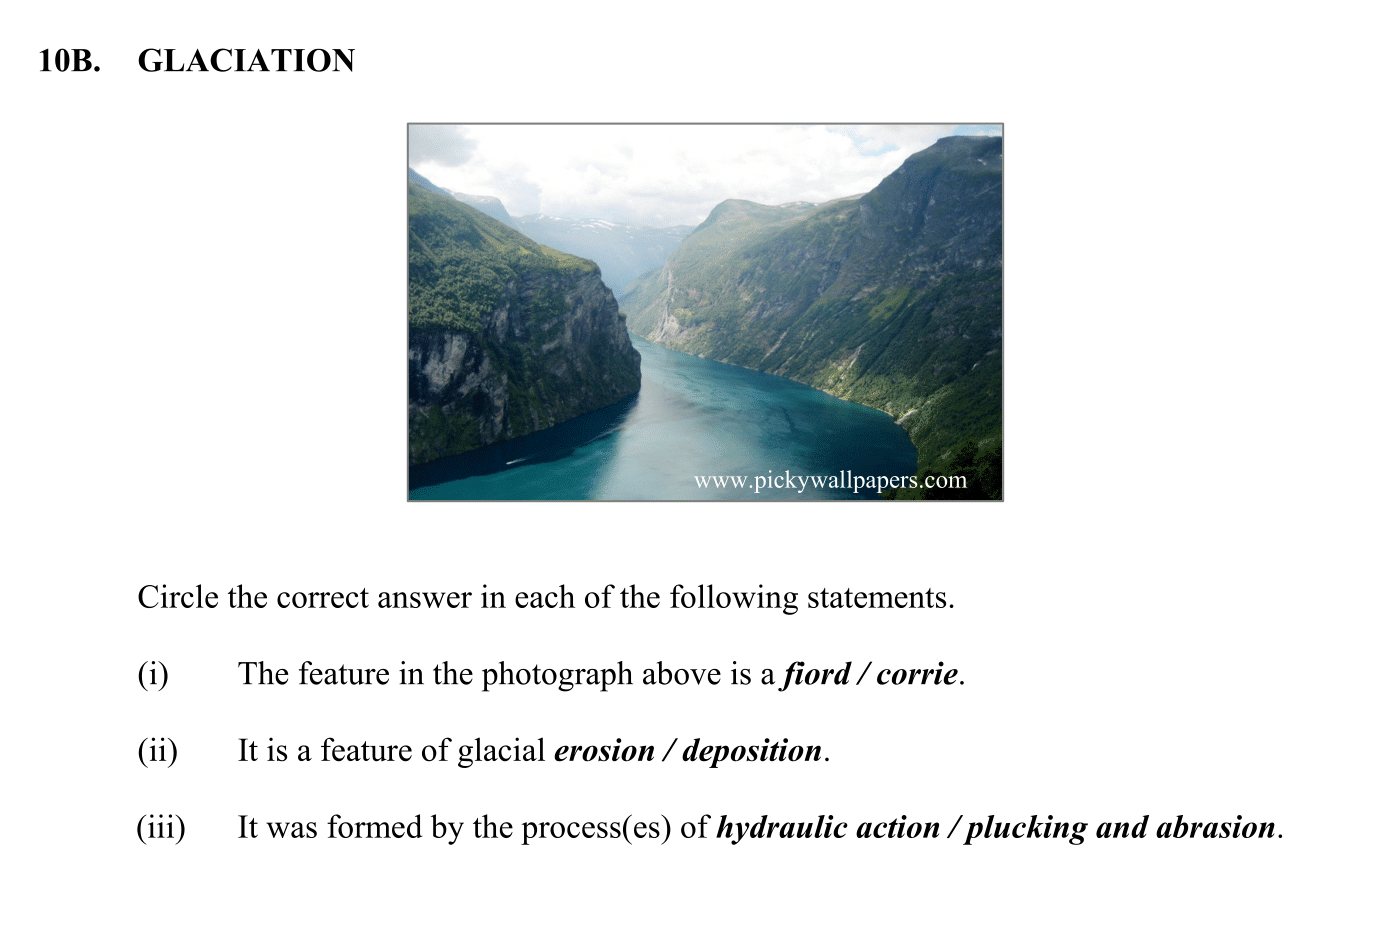 10B. GLACIATION
www.pickywallpapers.com
Circle the correct answer in each of the following statements.
(i) The feature in the photograph above is a fiord / corrie.
(ii) It is a feature of glacial erosion / deposition.
(iii) It was formed by the process(es) of hydraulic action / plucking and abrasion.